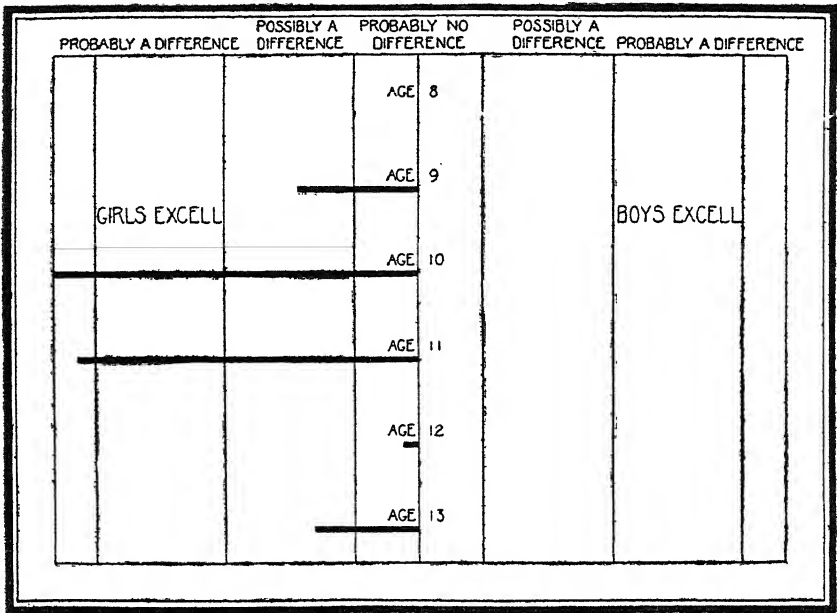 PROBABLY A DIFFERENCE
POSSIBLY A
DIFFERENCE
PROBABLY NO
DIFFERENCE
POSSIBLY A
DIFFERENCE
PROBABLY A DIFFERENCE
AGE 8
AGE 9
GIRLS EXCELL
BOYS EXCELL
AGE 10
AGE 11
AGE 12
AGE 13